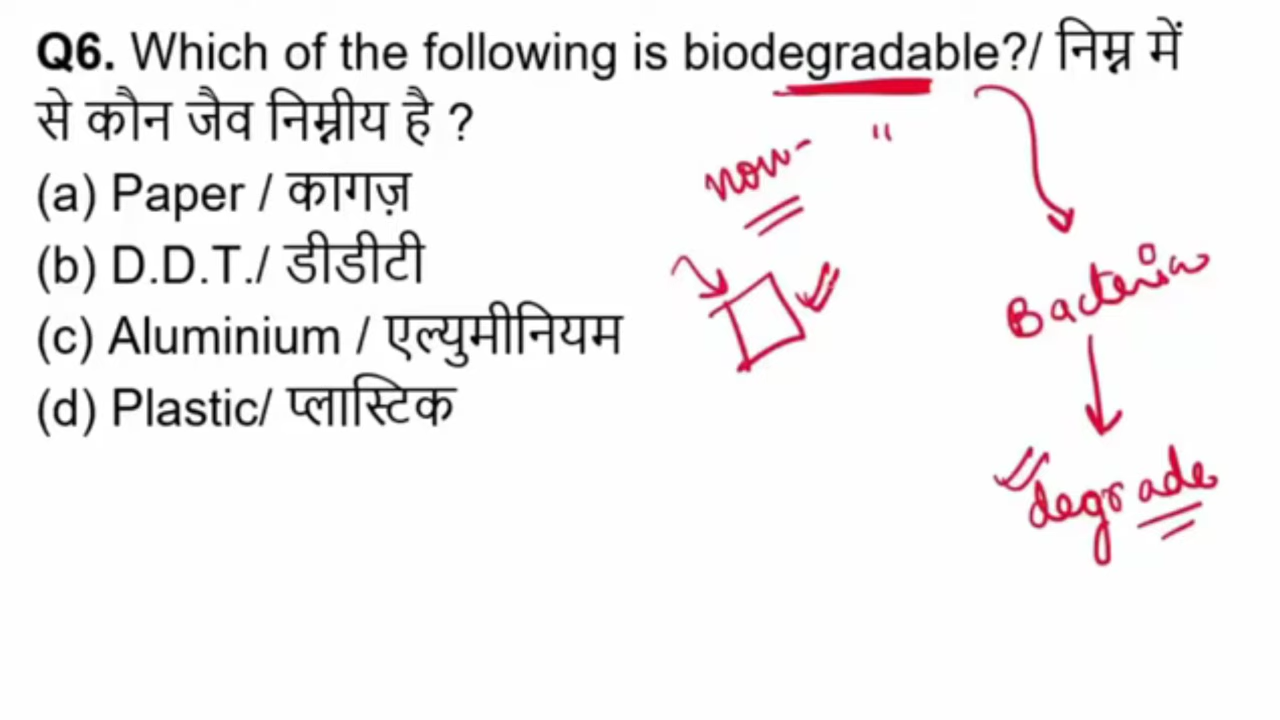 Q6. Which of the following is biodegradable?/ निम्न में
से कौन जैव निम्नीय है ?
(a) Paper / कागज़
(b) D.D.T./ डीडीटी
(c) Aluminium / एल्युमीनियम
(d) Plastic/ प्लास्टिक
non- "
Bacteria
degrade